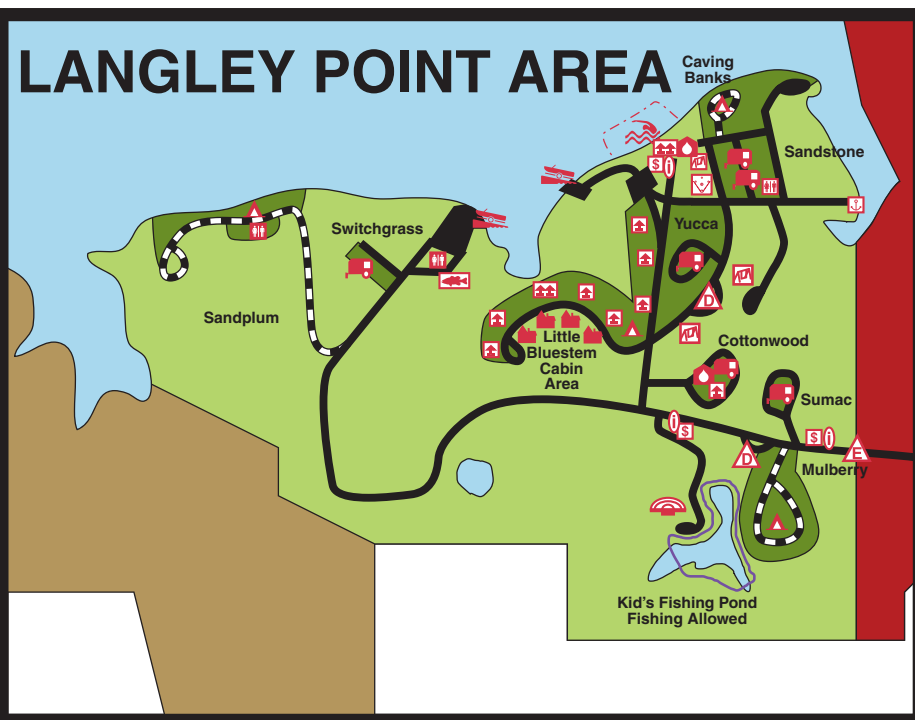 LANGLEY POINT AREA
Caving
Banks
Sandstone
$ i
Switchgrass
Yucca
Sandplum
D
Little
Bluestem
Cabin
Area
Cottonwood
Sumac
i
$
$ i
D
E
Mulberry
Kid's Fishing Pond
Fishing Allowed